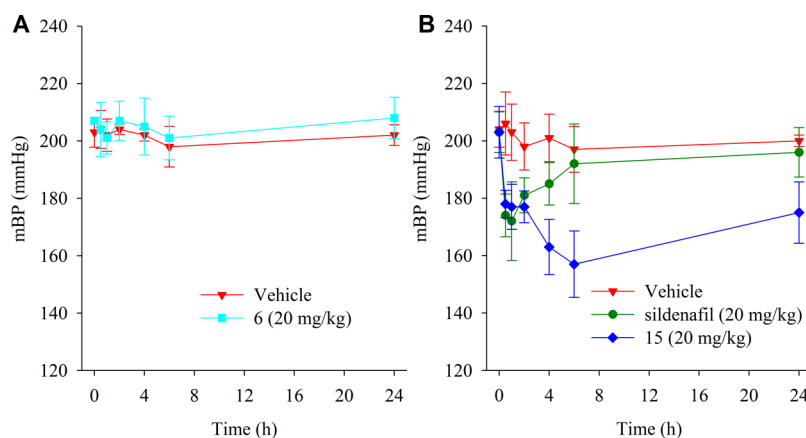 A
220
200
180
160
140
120
mBP (mmHg)
Vehicle
6 (20 mg/kg)
0 4 8 12 16 20 24
Time (h)
B
220
200
180
160
140
120
mBP (mmHg)
Vehicle
sildenafil (20 mg/kg)
15 (20 mg/kg)
0 4 8 12 16 20 24
Time (h)